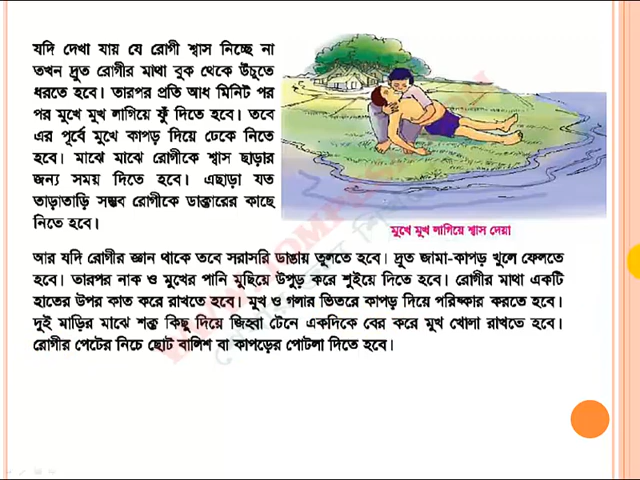 যদি দেখা যায় যে রোগী শ্বাস নিচ্ছে না
তখন দ্রুত রোগীর মাথা বুক থেকে উঁচুতে
ধরতে হবে। তারপর প্রতি আধ মিনিট পর
পর মুখে মুখ লাগিয়ে ফুঁ দিতে হবে। তবে
এর পূর্বে মুখে কাপড় দিয়ে ঢেকে নিতে
হবে। মাঝে মাঝে রোগীকে শ্বাস ছাড়ার
জন্য সময় দিতে হবে। এছাড়া যত
তাড়াতাড়ি সম্ভব রোগীকে ডাক্তারের কাছে
নিতে হবে।
মুখে মুখ লাগিয়ে শ্বাস দেয়া
আর যদি রোগীর জ্ঞান থাকে তবে সরাসরি ডাঙায় তুলতে হবে। দ্রুত জামা-কাপড় খুলে ফেলতে
হবে। তারপর নাক ও মুখের পানি মুছিয়ে উপুড় করে শুইয়ে দিতে হবে। রোগীর মাথা একটি
হাতের উপর কাত করে রাখতে হবে। মুখ ও গলার ভিতরে কাপড় দিয়ে পরিষ্কার করতে হবে।
দুই মাড়ির মাঝে শক্ত কিছু দিয়ে জিহ্বা টেনে একদিকে বের করে মুখ খোলা রাখতে হবে।
রোগীর পেটের নিচে ছোট বালিশ বা কাপড়ের পোটলা দিতে হবে।